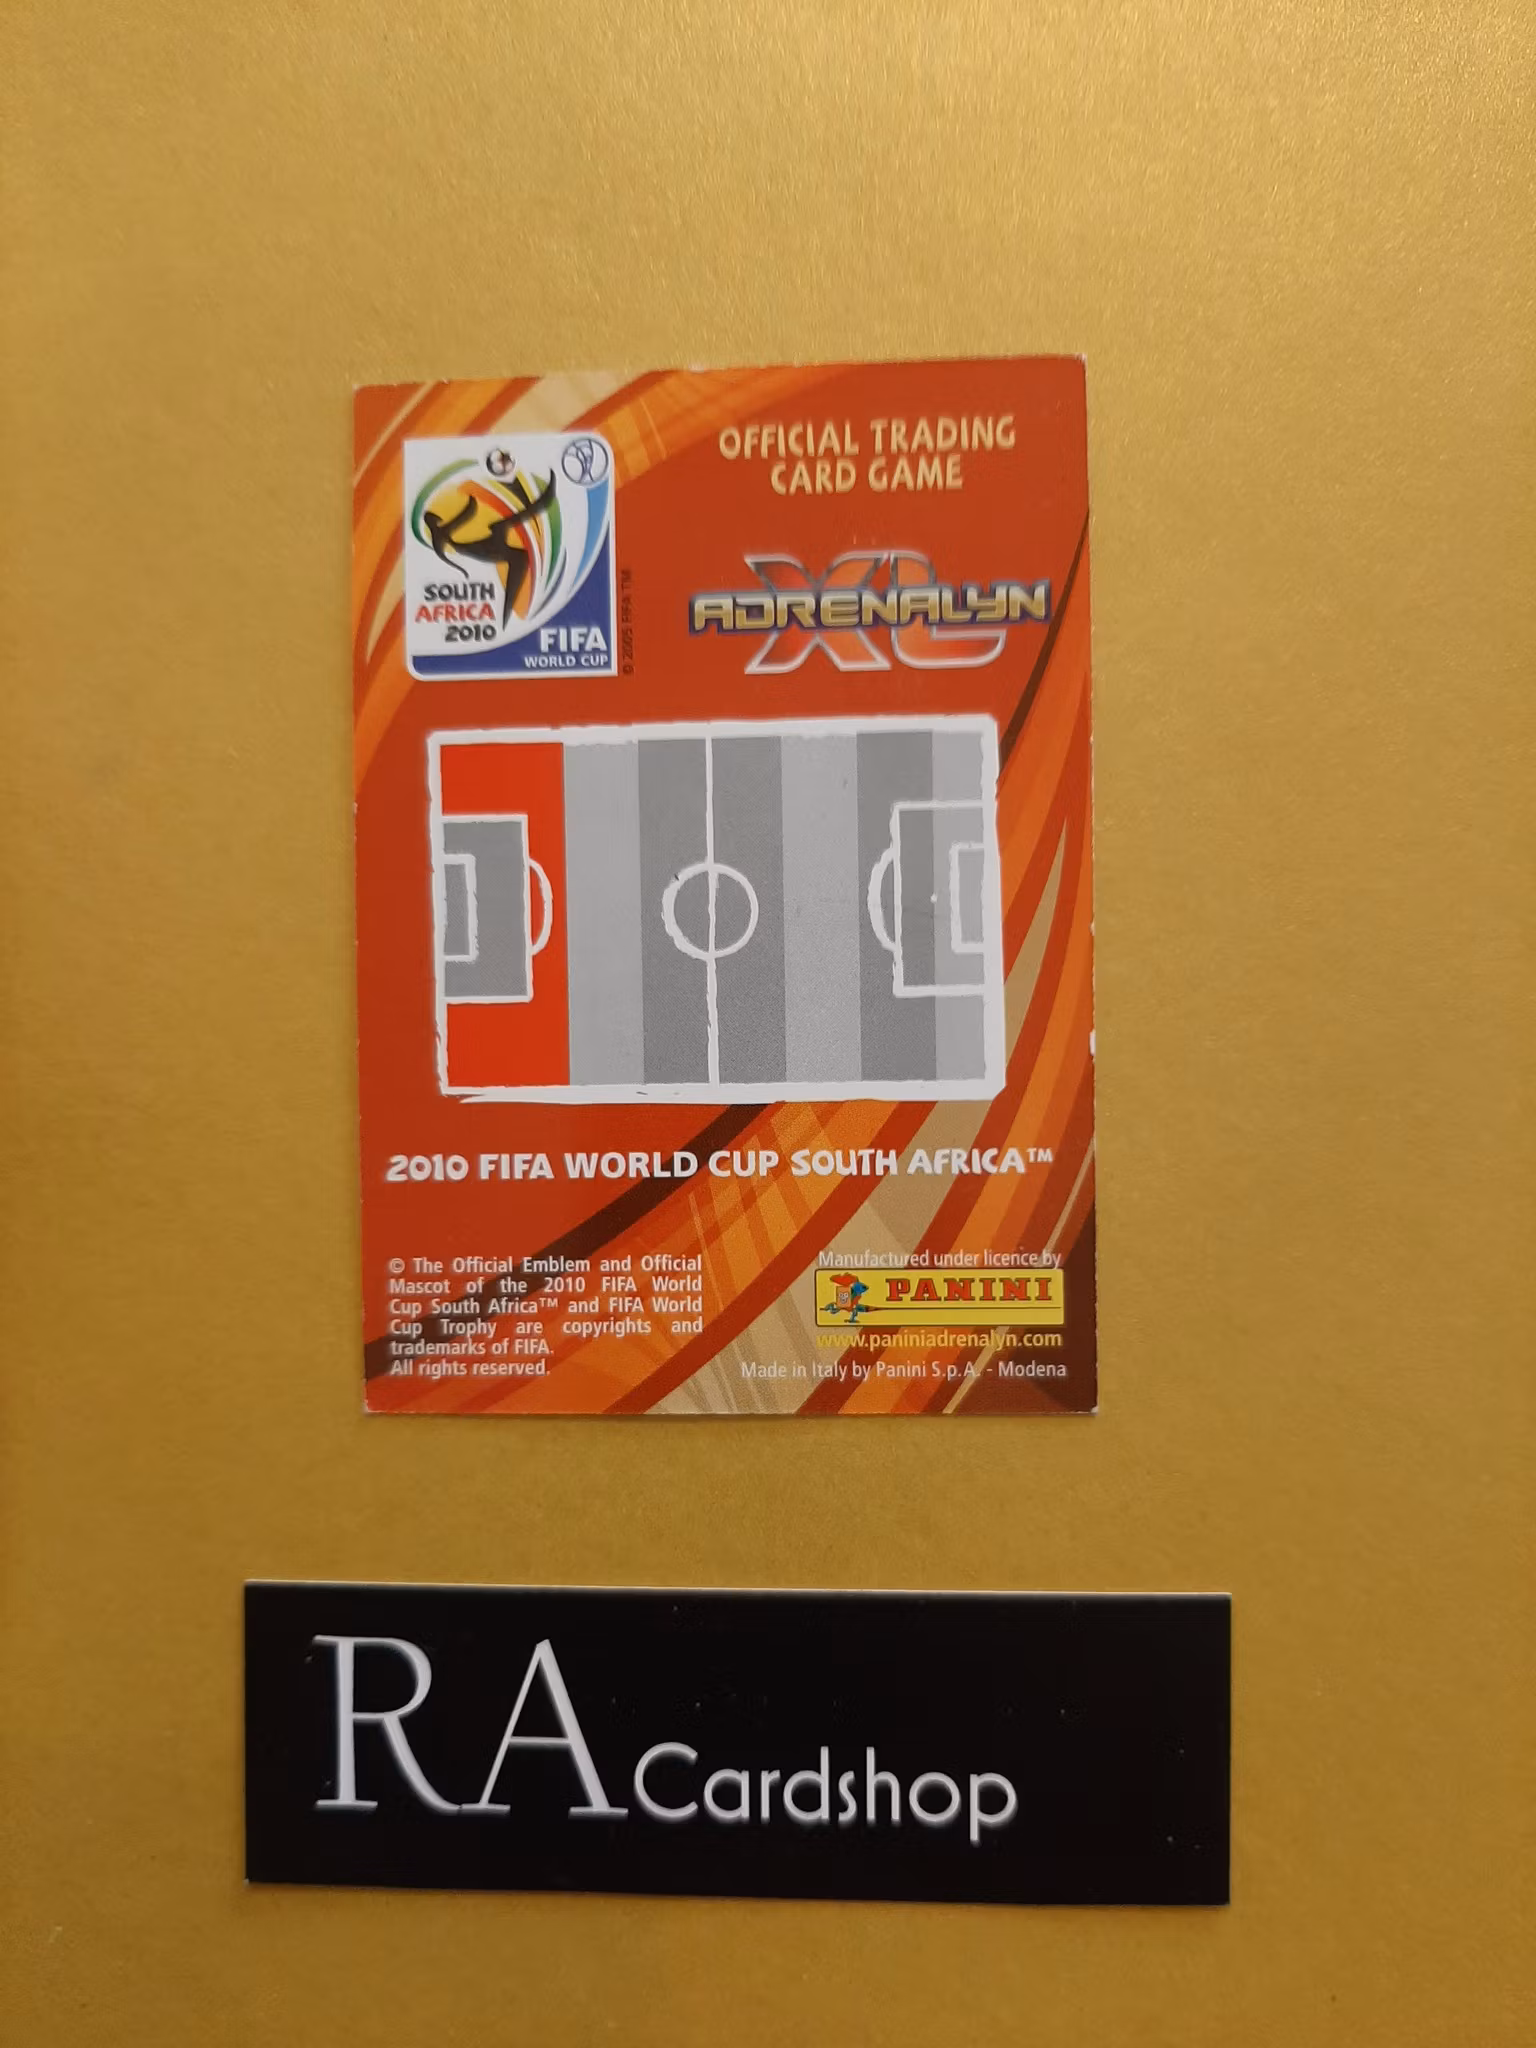 OFFICIAL TRADING
CARD GAME
SOUTH
AFRICA
2010
FIFA
WORLD CUP
© 2005 FIFA TM
ADRENALYN
XL
2010 FIFA WORLD CUP SOUTH AFRICA™
© The Official Emblem and Official
Mascot of the 2010 FIFA World
Cup South Africa™ and FIFA World
Cup Trophy are copyrights and
trademarks of FIFA.
All rights reserved.
Manufactured under licence by
PANINI
www.paniniadrenalyn.com
Made in Italy by Panini S.p.A. - Modena
RA Cardshop